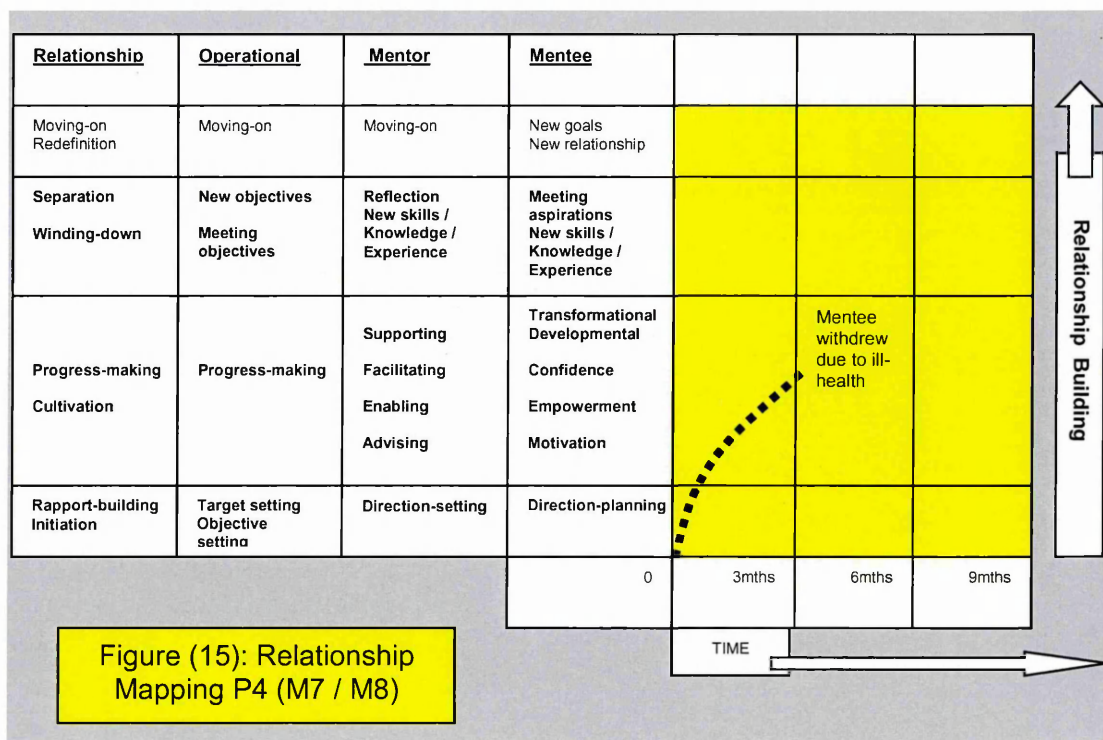 Relationship
Operational
Mentor
Mentee
Moving-on
Redefinition
Moving-on
Moving-on
New goals
New relationship
Separation
Winding-down
New objectives
Meeting
objectives
Reflection
New skills /
Knowledge /
Experience
Meeting
aspirations
New skills /
Knowledge /
Experience
Progress-making
Cultivation
Progress-making
Supporting
Facilitating
Enabling
Advising
Transformational
Developmental
Confidence
Empowerment
Motivation
Mentee
withdrew
due to ill-
health
Rapport-building
Initiation
Target setting
Objective
setting
Direction-setting
Direction-planning
0
3mths
6mths
9mths
TIME
Relationship Building
Figure (15): Relationship
Mapping P4 (M7 / M8)